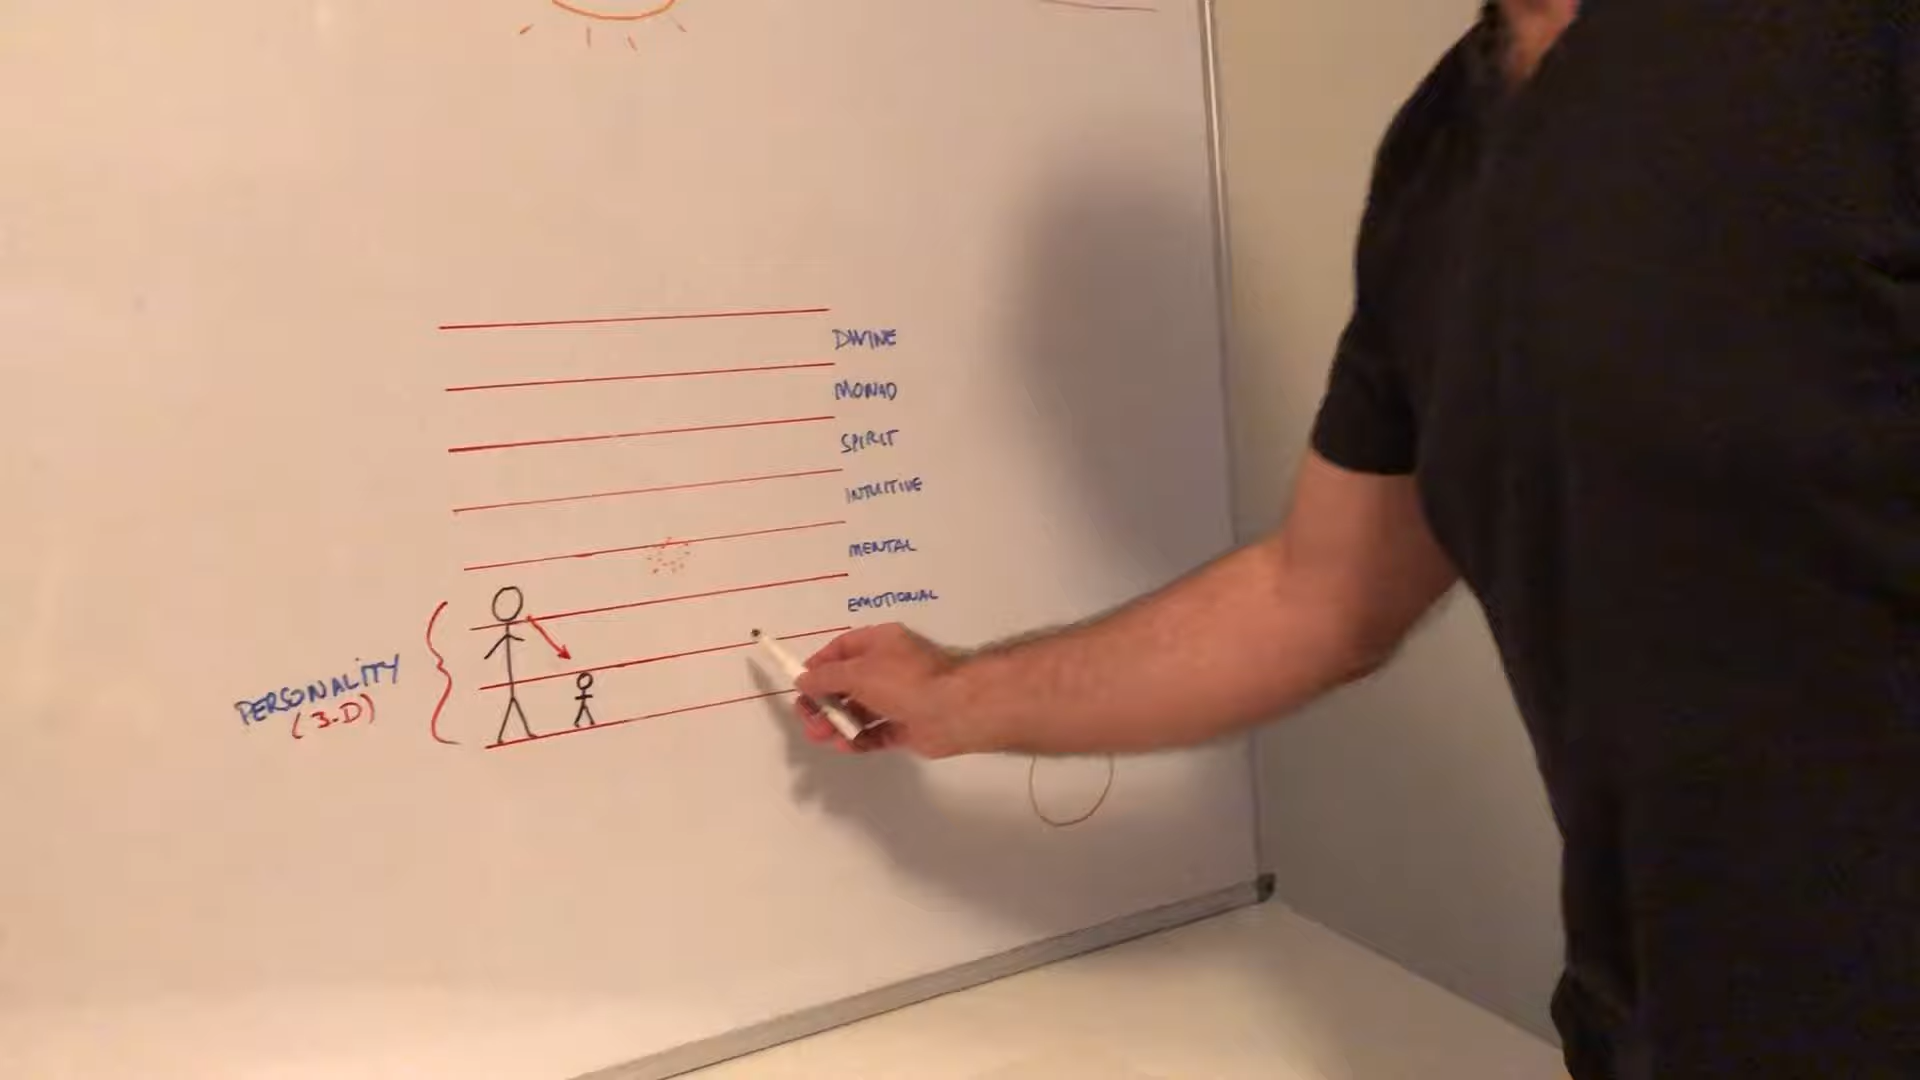 DIVINE
MONAD
SPIRIT
INTUITIVE
MENTAL
EMOTIONAL
PERSONALITY
(3-D)